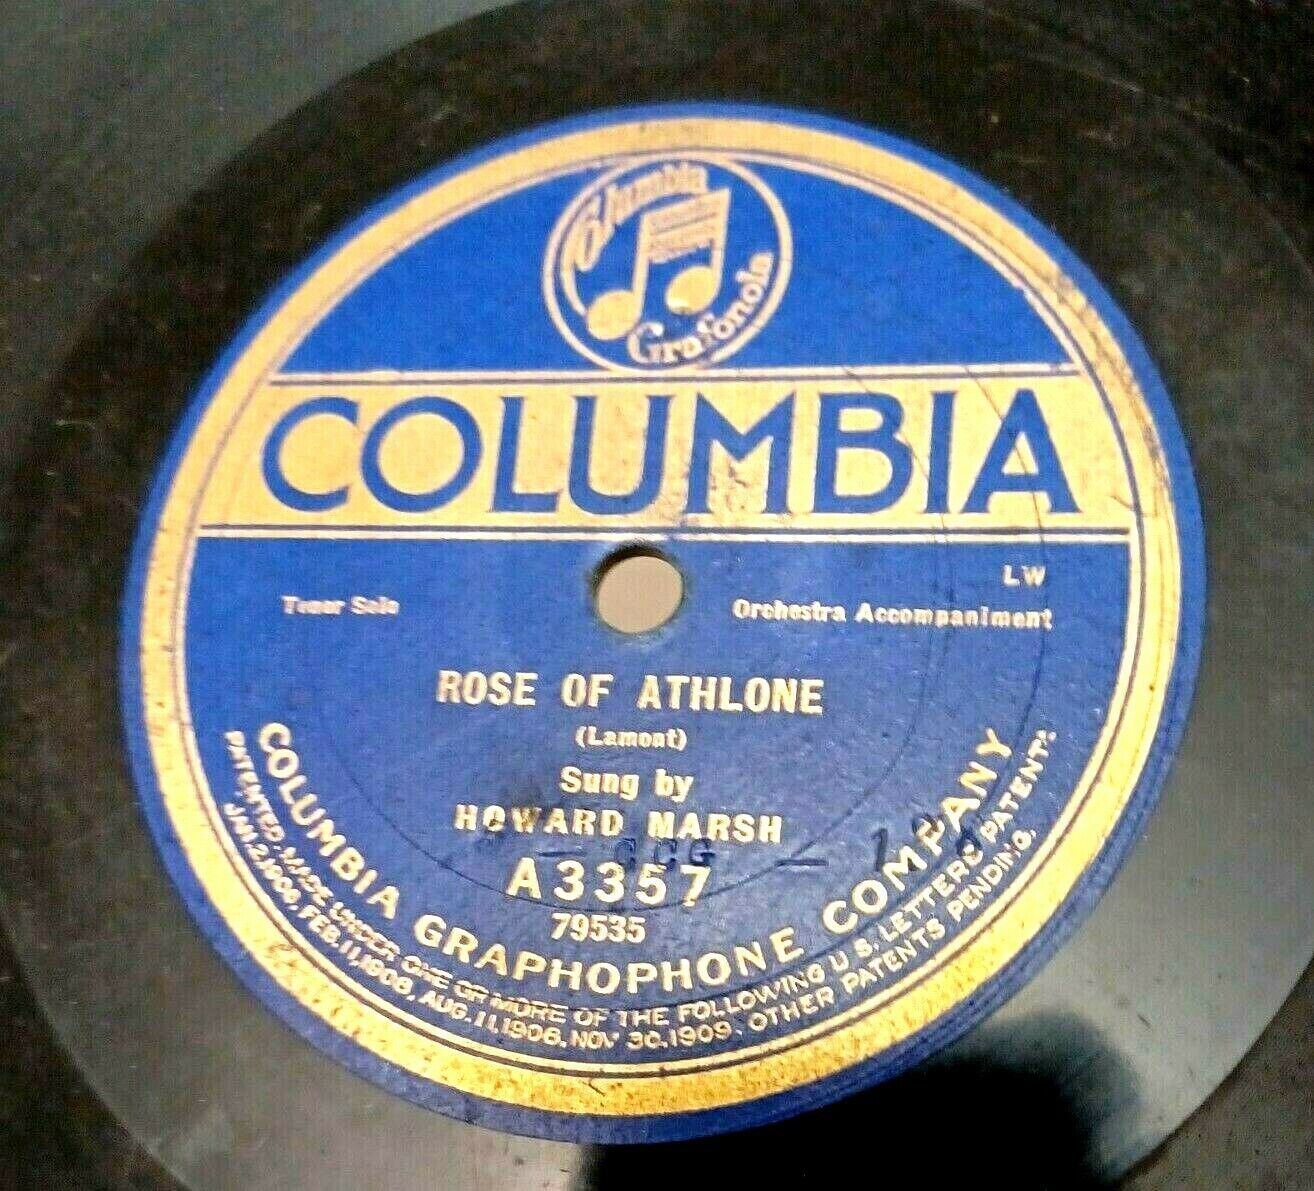 Columbia
Grafonola
COLUMBIA
LW
Tenor Solo
Orchestra Accompaniment
ROSE OF ATHLONE
(Lamont)
Sung by
HOWARD MARSH
— CCG — 1
A3357
79535
COLUMBIA GRAPHOPHONE COMPANY
PATENTED, MADE UNDER ONE OR MORE OF THE FOLLOWING U.S. LETTERS PATENT:
JAN. 2, 1906, FEB. 11, 1908, AUG. 11, 1908, NOV 30, 1909. OTHER PATENTS PENDING.